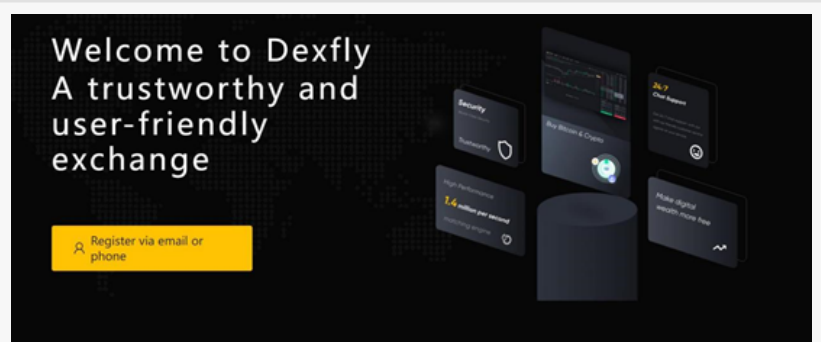 Welcome to Dexfly
A trustworthy and
user-friendly
exchange
Register via email or
phone
Security
Trustworthy
High Performance
1.4 million per second
matching engine
Buy Bitcoin & Crypto
24/7
Chat Support
Make digital
wealth more free